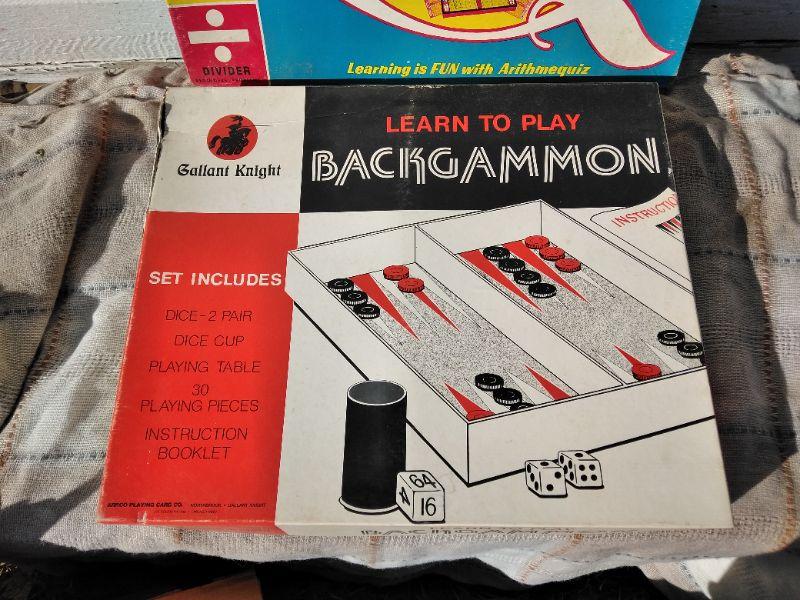 DIVIDER
Learning is FUN with Arithmequiz
Gallant Knight
LEARN TO PLAY
BACKGAMMON
INSTRUCTIO
SET INCLUDES
DICE - 2 PAIR
DICE CUP
PLAYING TABLE
30
PLAYING PIECES
INSTRUCTION
BOOKLET
64
16